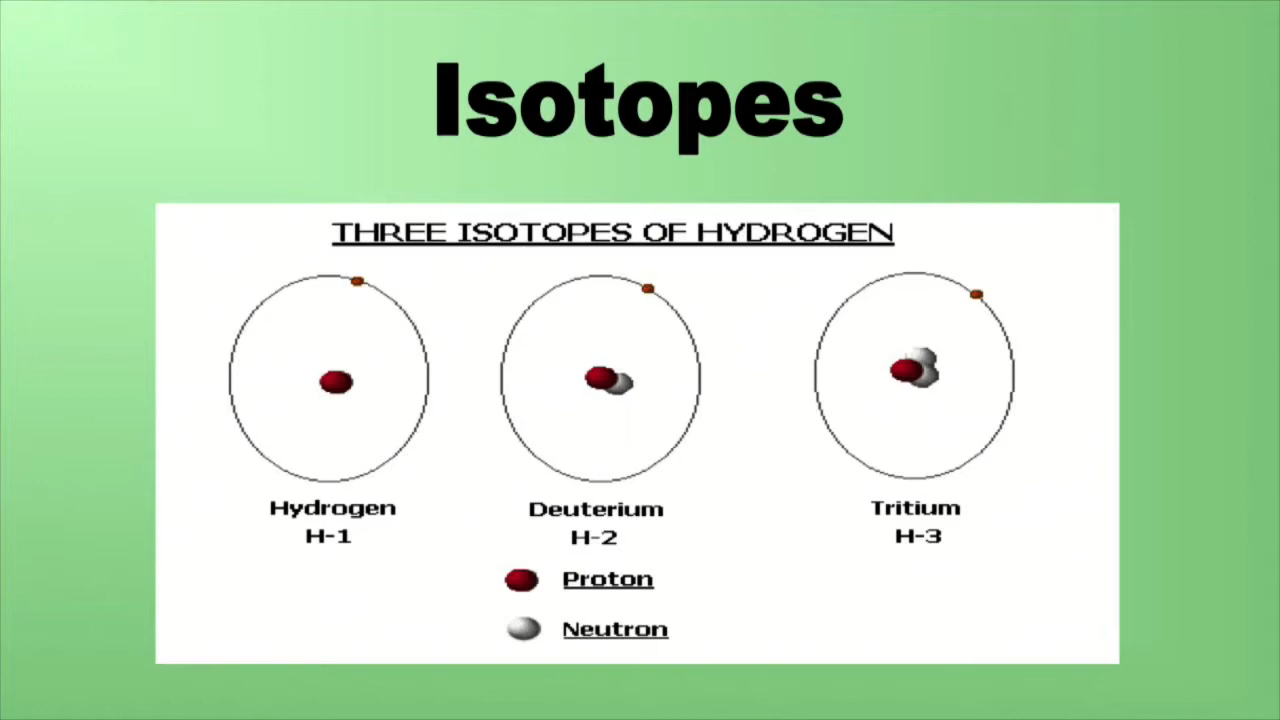 Isotopes
THREE ISOTOPES OF HYDROGEN
Hydrogen
H-1
Deuterium
H-2
Tritium
H-3
Proton
Neutron